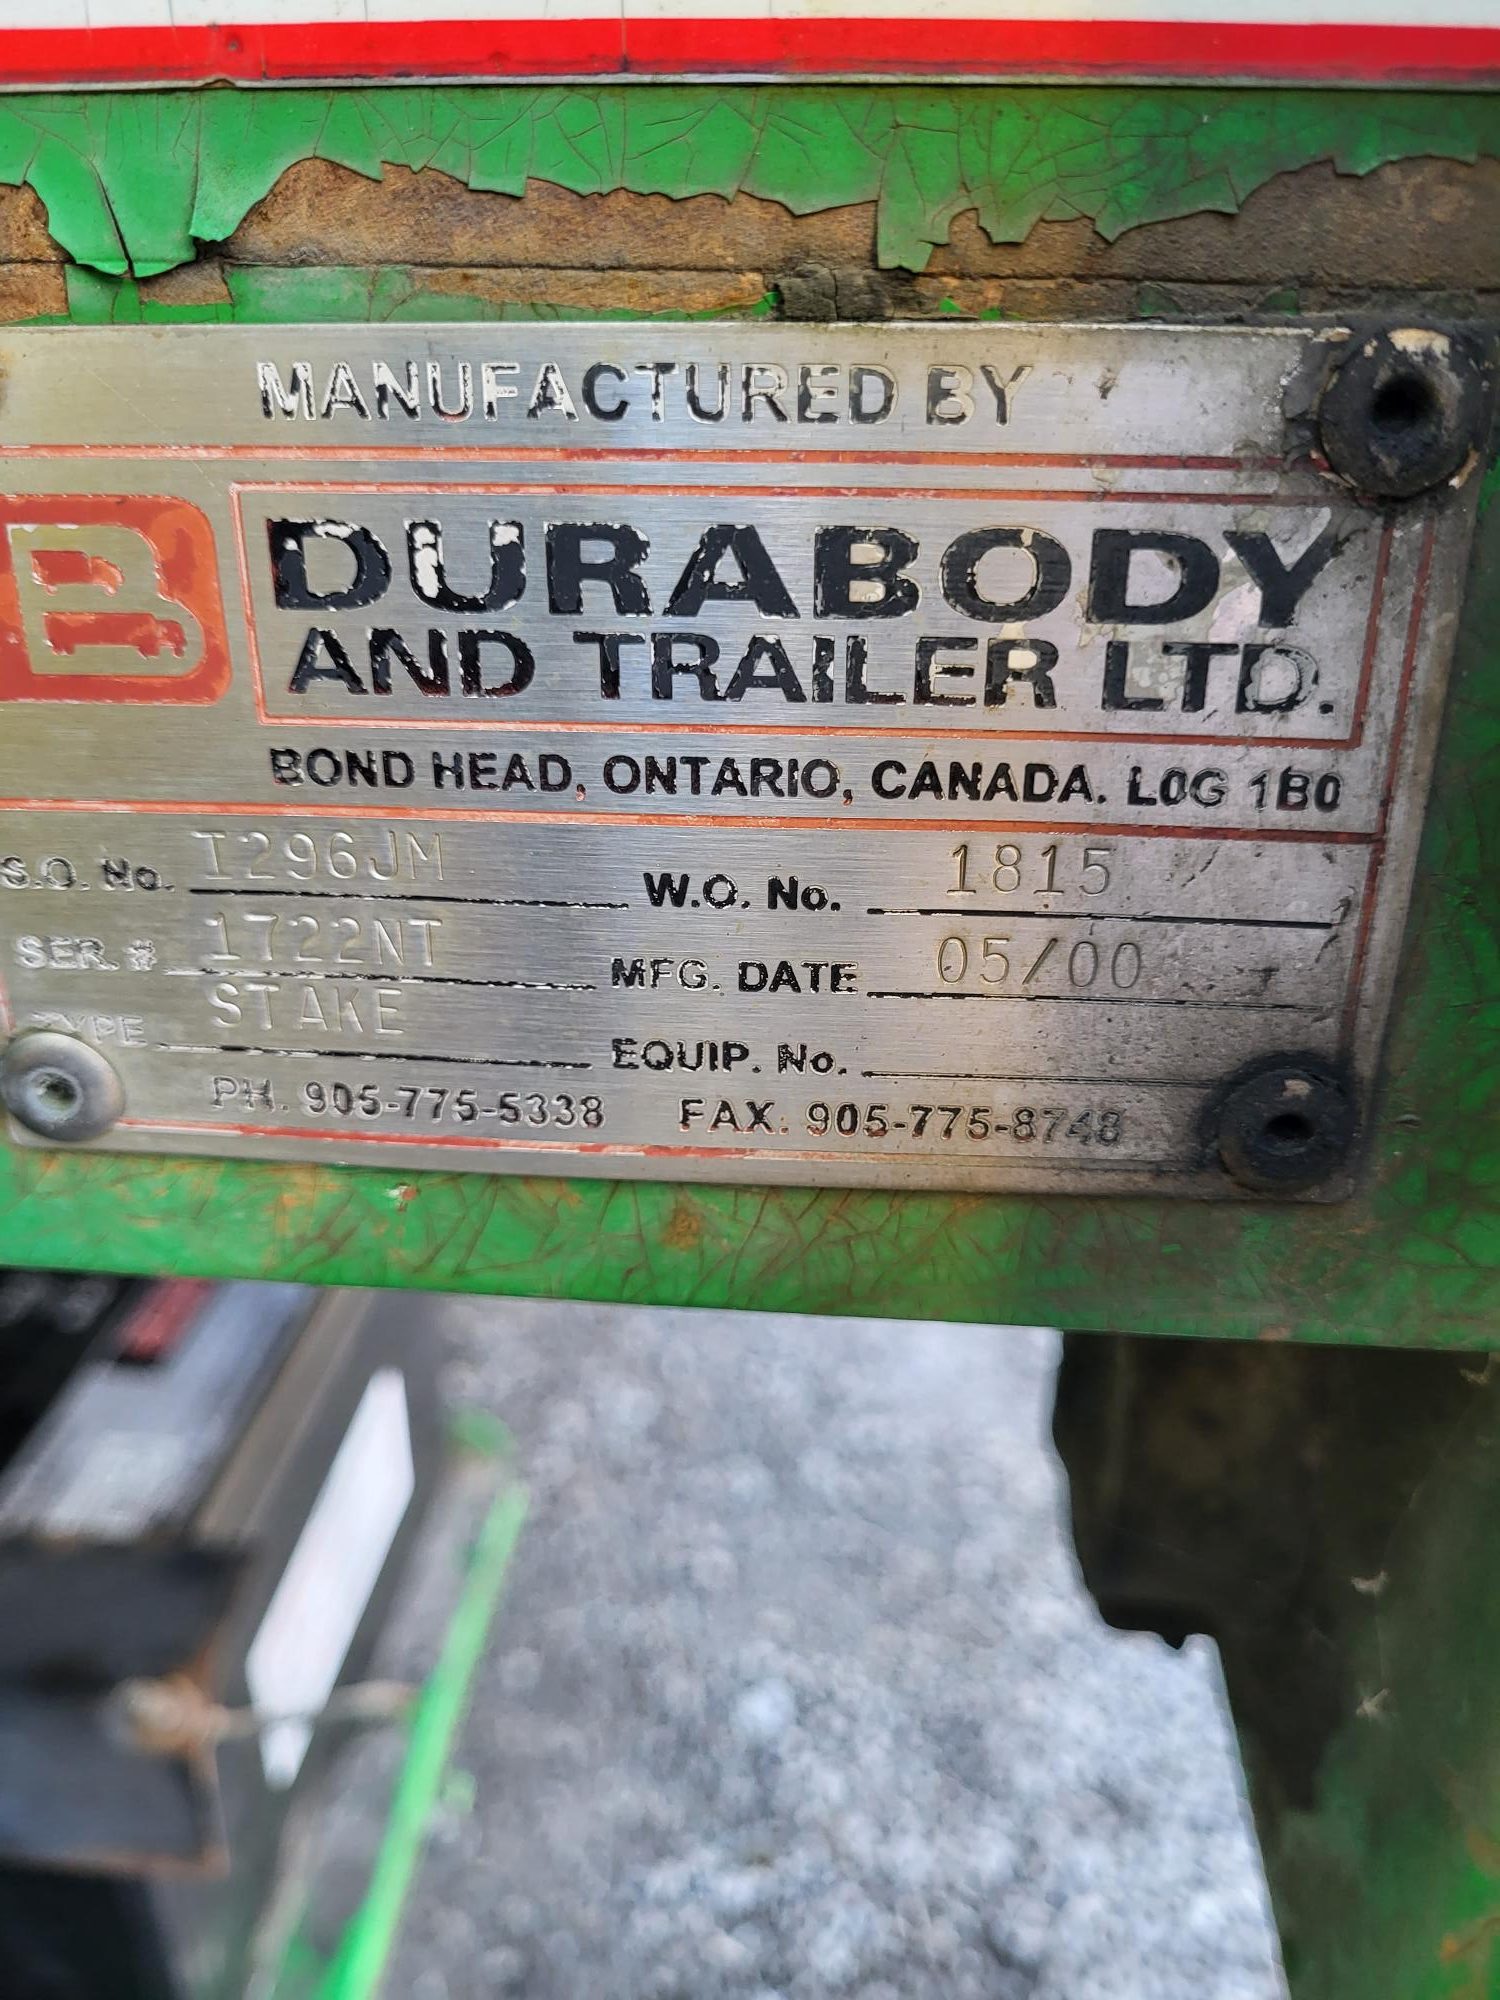 MANUFACTURED BY
DURABODY
AND TRAILER LTD.
BOND HEAD, ONTARIO, CANADA. L0G 1B0
S.O. No. I296JM W.O. No. 1815
SER. # 1722NT MFG. DATE 05/00
TYPE STAKE EQUIP. No.
PH. 905-775-5338 FAX: 905-775-8748